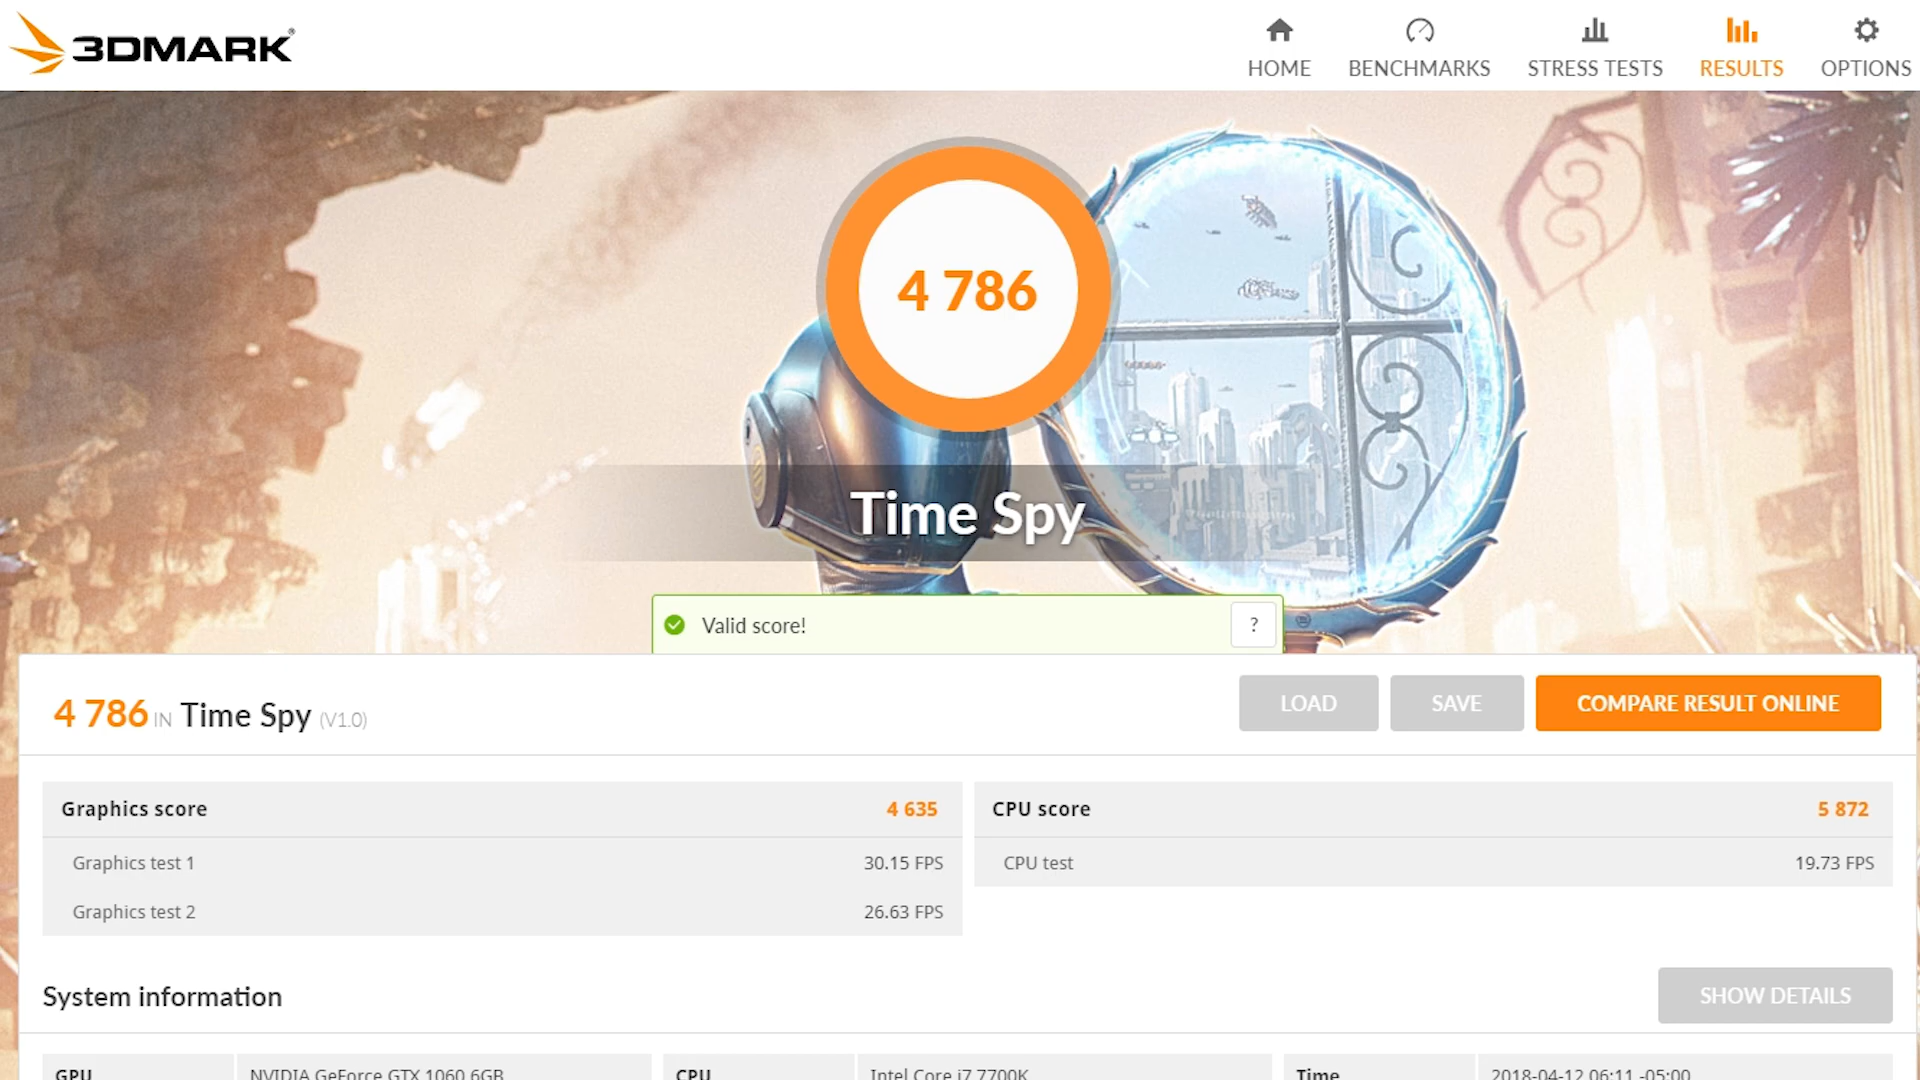 3DMARK®
HOME
BENCHMARKS
STRESS TESTS
RESULTS
OPTIONS
4 786
Time Spy
Valid score!
?
4 786 IN Time Spy (V1.0)
LOAD
SAVE
COMPARE RESULT ONLINE
Graphics score 4 635
Graphics test 1 30.15 FPS
Graphics test 2 26.63 FPS
CPU score 5 872
CPU test 19.73 FPS
System information
SHOW DETAILS
GPU NVIDIA GeForce GTX 1060 6GB
CPU Intel Core i7 7700K
Time 2018-04-12 06:11 -05:00